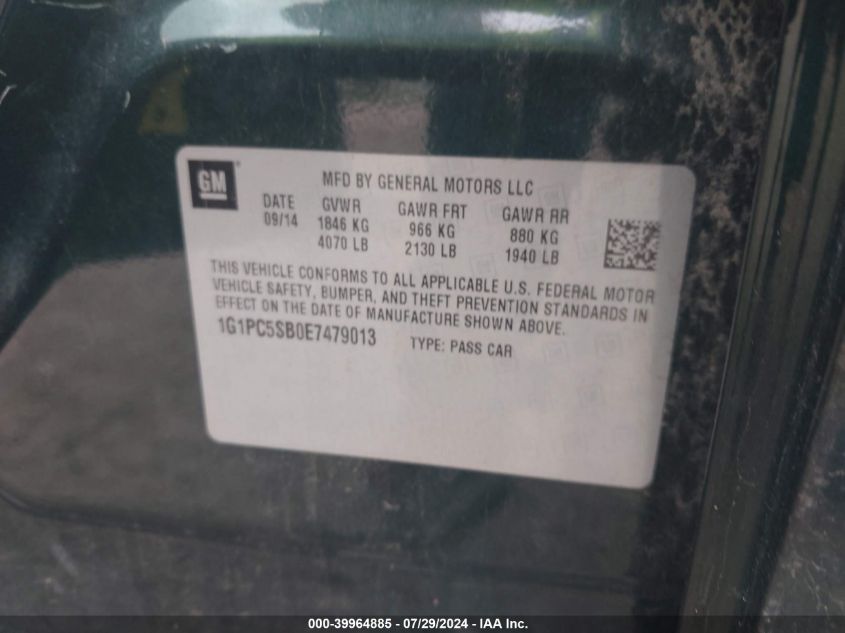 GM
MFD BY GENERAL MOTORS LLC
DATE GVWR GAWR FRT GAWR RR
09/14 1846 KG 966 KG 880 KG
4070 LB 2130 LB 1940 LB
THIS VEHICLE CONFORMS TO ALL APPLICABLE U.S. FEDERAL MOTOR
VEHICLE SAFETY, BUMPER, AND THEFT PREVENTION STANDARDS IN
EFFECT ON THE DATE OF MANUFACTURE SHOWN ABOVE.
1G1PC5SB0E7479013 TYPE: PASS CAR
000-39964885 - 07/29/2024 - IAA Inc.